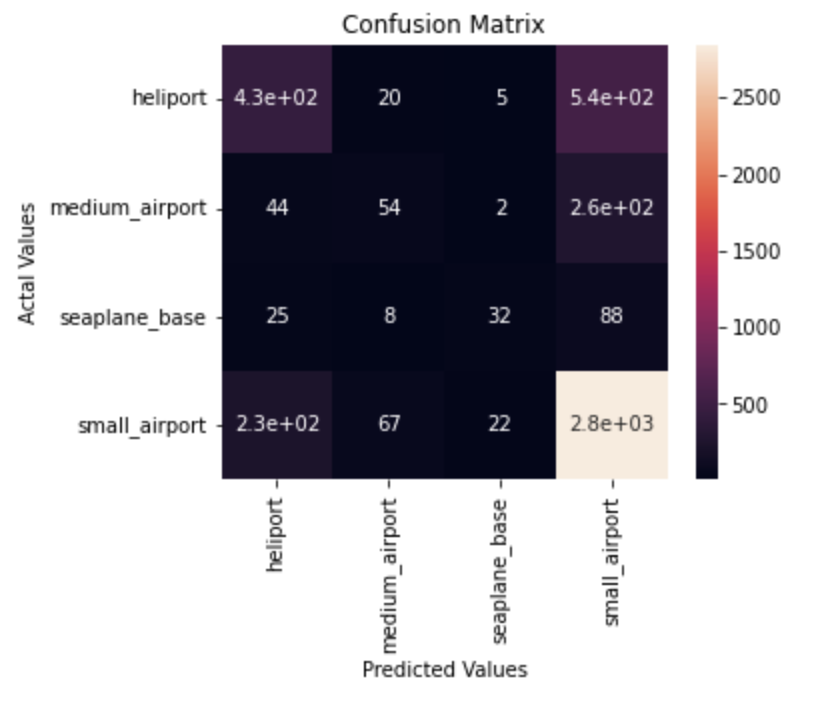 Confusion Matrix
heliport
4.3e+02 20 5 5.4e+02
medium_airport
44 54 2 2.6e+02
seaplane_base
25 8 32 88
small_airport
2.3e+02 67 22 2.8e+03
Actal Values
heliport
medium_airport
seaplane_base
small_airport
Predicted Values
2500
2000
1500
1000
500